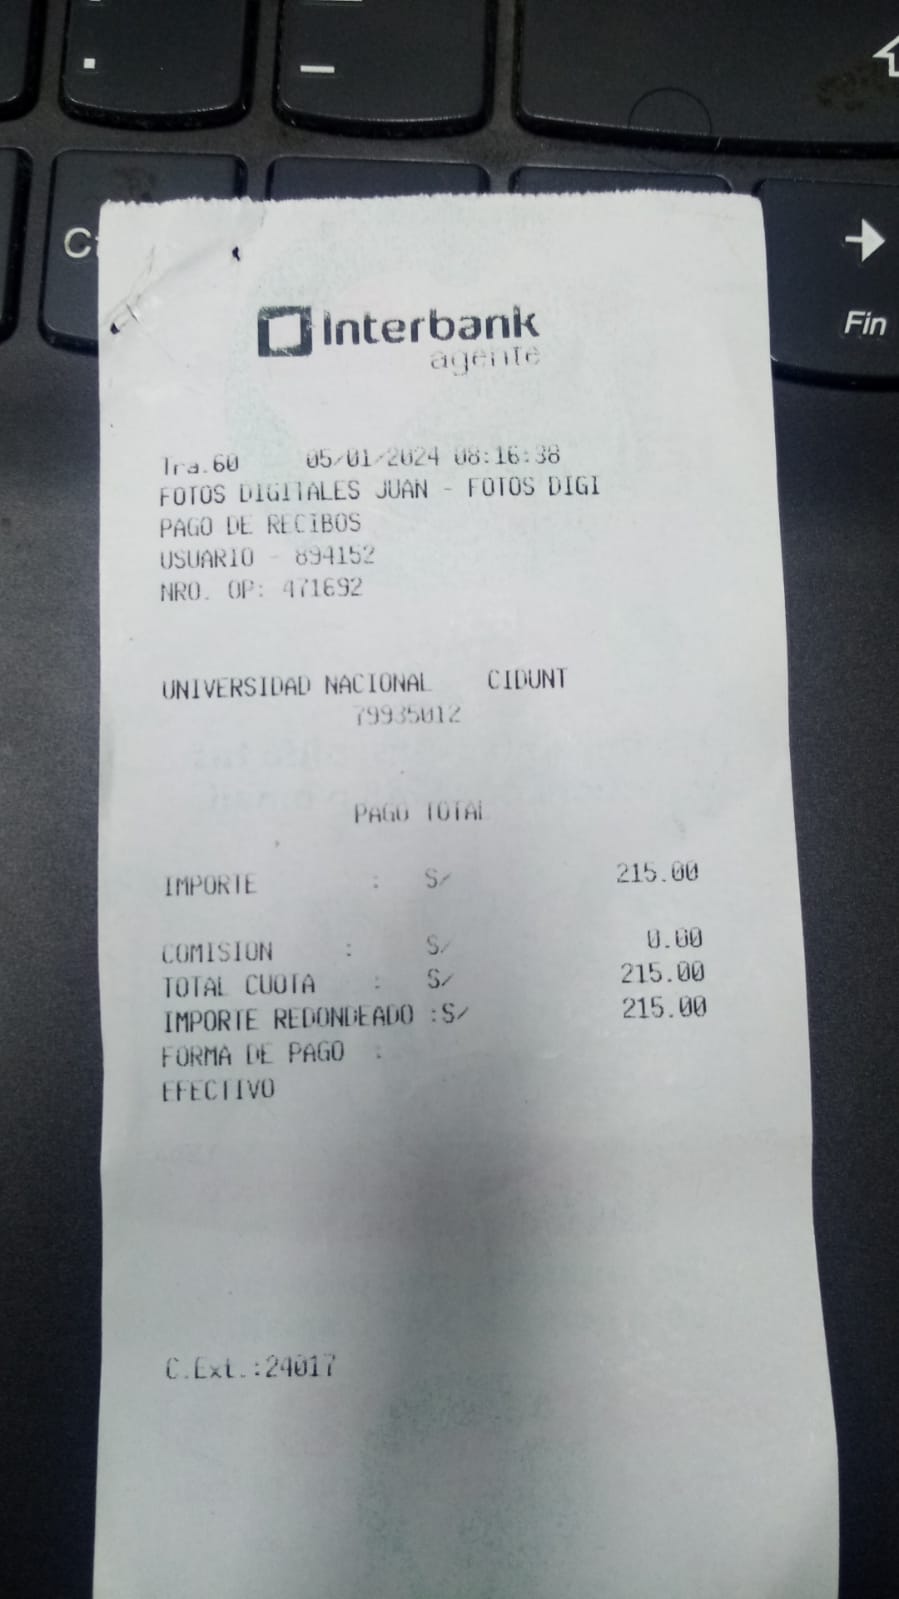 .
_
Fin
Interbank
agente
Tra.60 05/01/2024 08:16:38
FOTOS DIGITALES JUAN - FOTOS DIGI
PAGO DE RECIBOS
USUARIO - 894152
NRO. OP: 471692
UNIVERSIDAD NACIONAL CIDUNT
79935012
PAGO TOTAL
IMPORTE : S/ 215.00
COMISION : S/ 0.00
TOTAL CUOTA : S/ 215.00
IMPORTE REDONDEADO :S/ 215.00
FORMA DE PAGO :
EFECTIVO
C.Ext.:24017